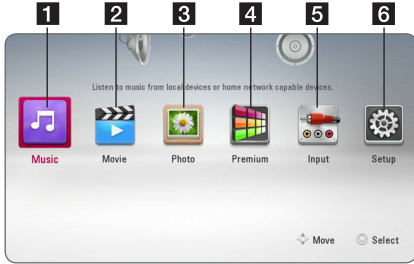 1 2 3 4 5 6
Listen to music from local devices or home network capable devices.
Music Movie Photo Premium Input Setup
Move Select